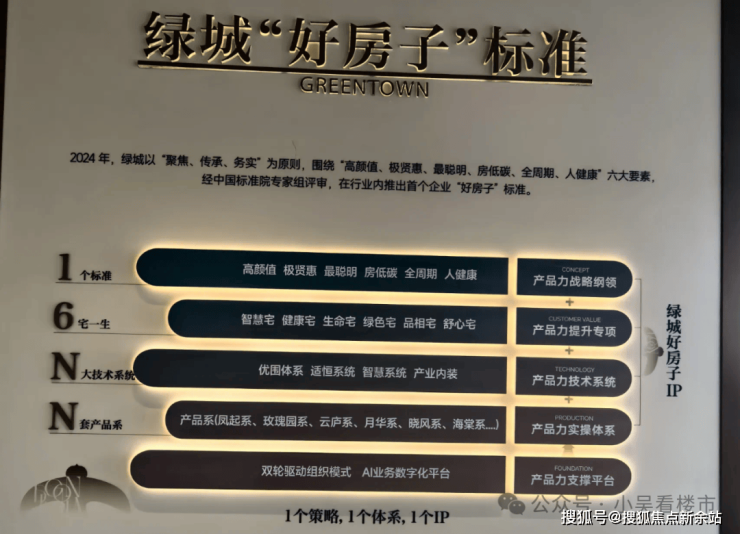 绿城“好房子”标准
GREENTOWN
2024年，绿城以“聚焦、传承、务实”为原则，围绕“高颜值、极贤惠、最聪明、房低碳、全周期、人健康”六大要素，
经中国标准院专家组评审，在行业内推出首个企业“好房子”标准。
1个标准
高颜值 极贤惠 最聪明 房低碳 全周期 人健康
CONCEPT
产品力战略纲领
+
6宅一生
智慧宅 健康宅 生命宅 绿色宅 品相宅 舒心宅
CUSTOMER VALUE
产品力提升专项
+
N大技术系统
优围体系 适恒系统 智慧系统 产业内装
TECHNOLOGY
产品力技术系统
+
N套产品系
产品系(凤起系、玫瑰园系、云庐系、月华系、晓风系、海棠系....)
PRODUCTION
产品力实操体系
双轮驱动组织模式 AI业务数字化平台
FOUNDATION
产品力支撑平台
绿城好房子IP
1个策略, 1个体系, 1个IP
公众号·小吴看楼市
搜狐号@搜狐焦点新余站